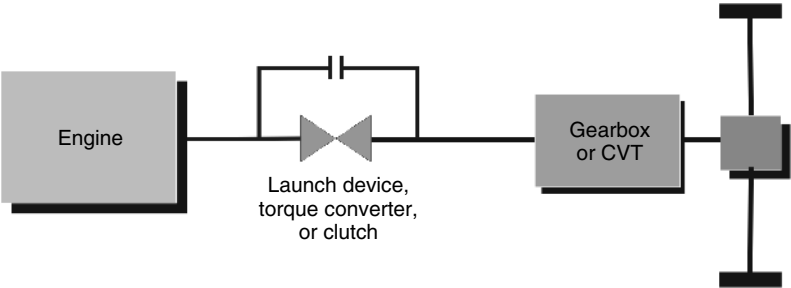 Engine
Launch device,
torque converter,
or clutch
Gearbox
or CVT